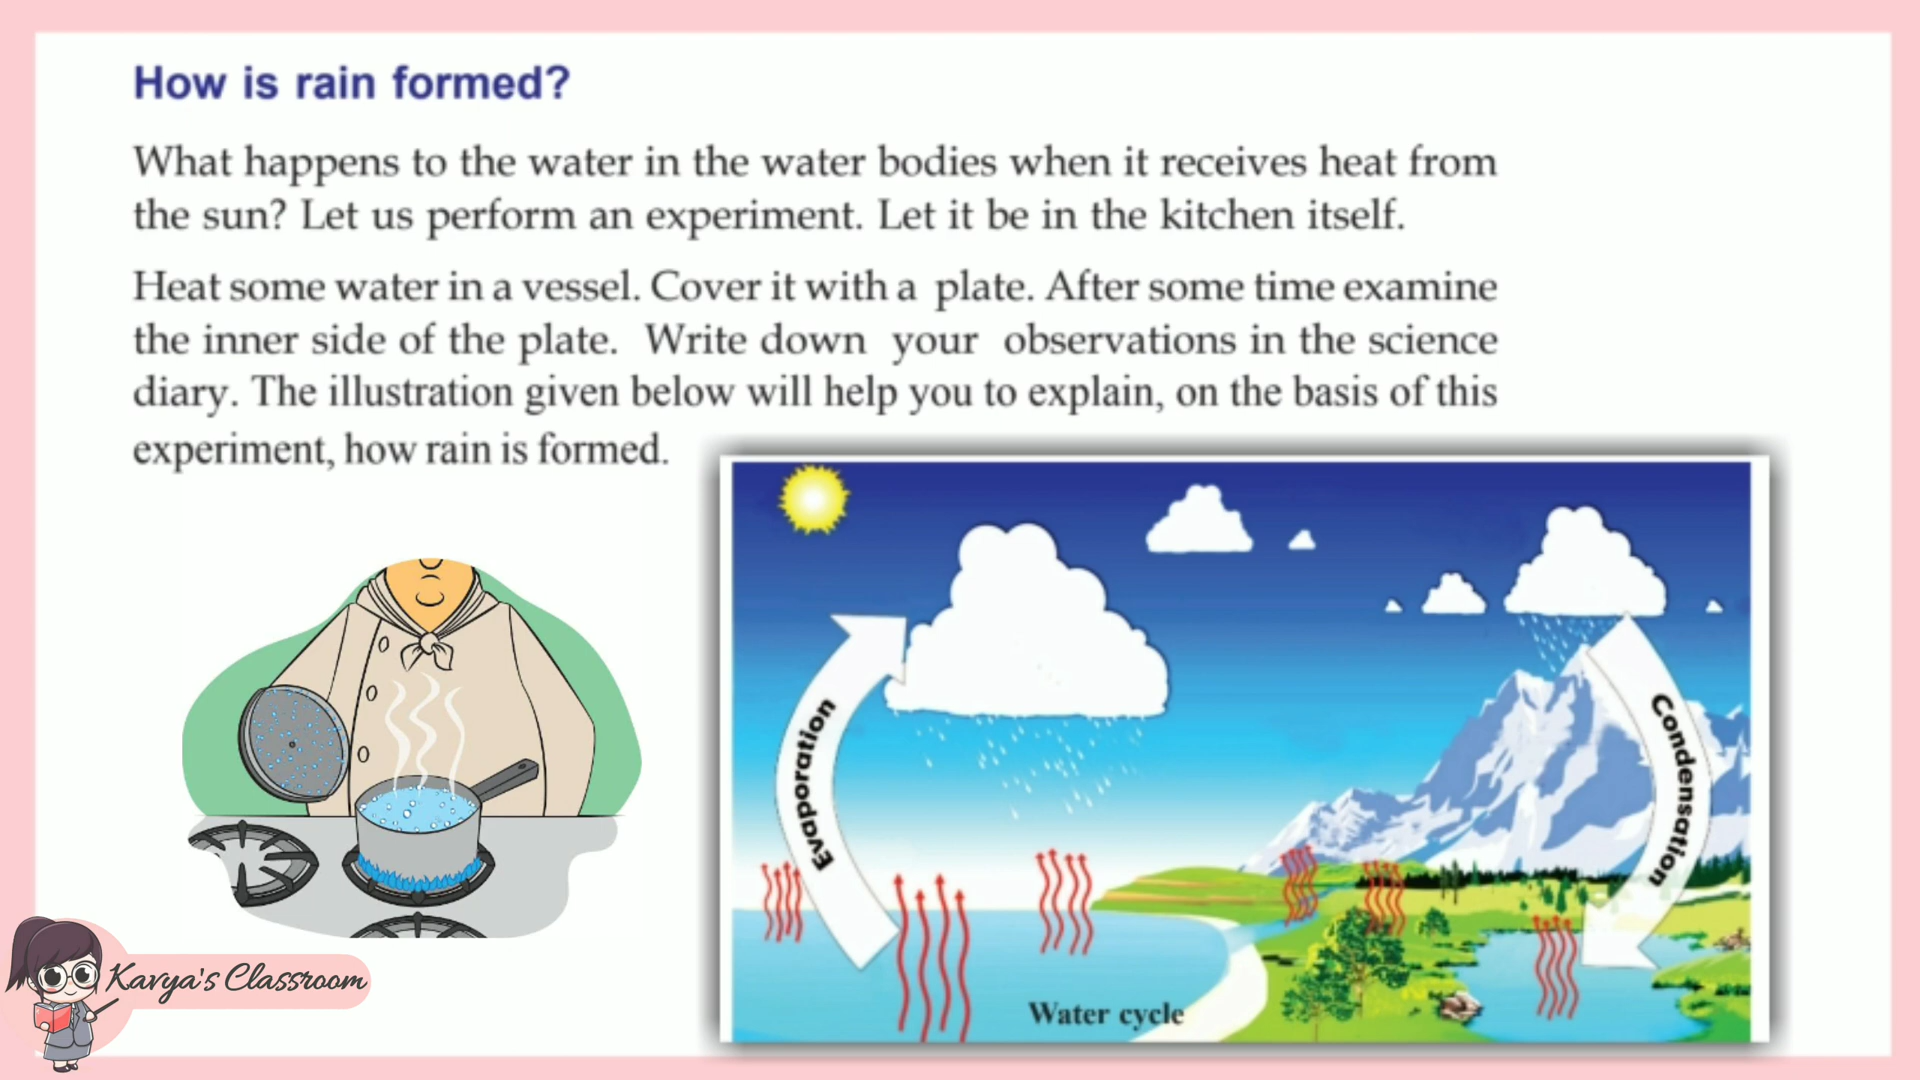 How is rain formed?
What happens to the water in the water bodies when it receives heat from
the sun? Let us perform an experiment. Let it be in the kitchen itself.
Heat some water in a vessel. Cover it with a plate. After some time examine
the inner side of the plate. Write down your observations in the science
diary. The illustration given below will help you to explain, on the basis of this
experiment, how rain is formed.
Evaporation
Condensation
Water cycle
Kavya's Classroom